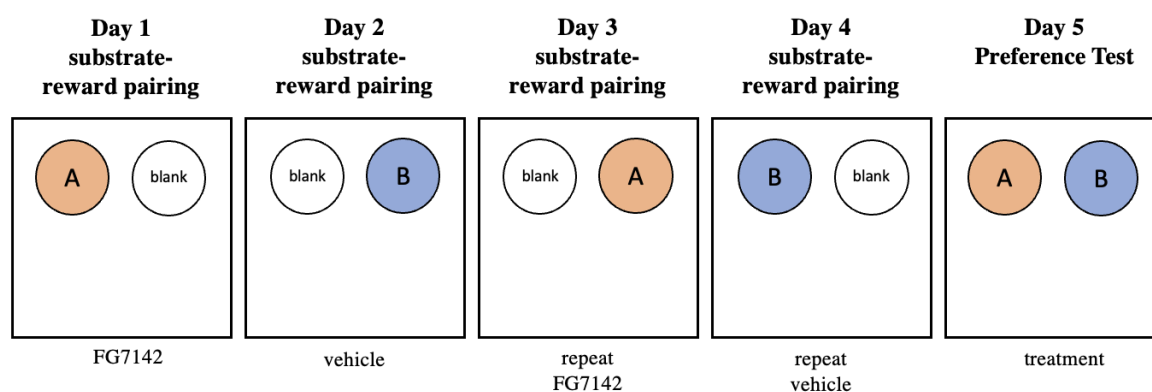 Day 1
substrate-
reward pairing
Day 2
substrate-
reward pairing
Day 3
substrate-
reward pairing
Day 4
substrate-
reward pairing
Day 5
Preference Test
A
blank
blank
B
blank
A
B
blank
A
B
FG7142
vehicle
repeat
FG7142
repeat
vehicle
treatment